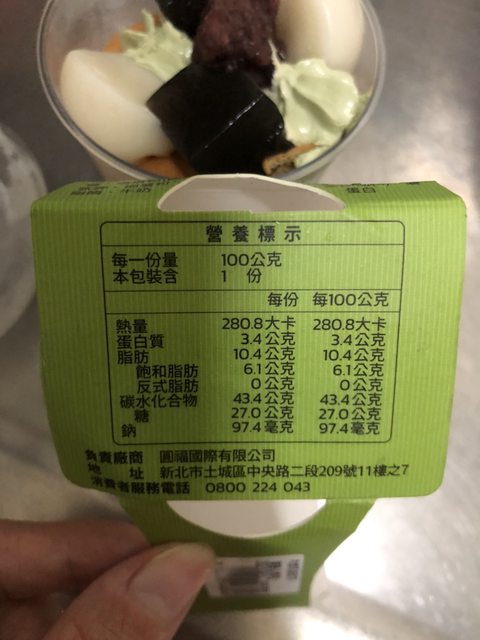 蛋白
營養標示
每一份量 100公克
本包裝含 1 份
每份 每100公克
熱量 280.8大卡 280.8大卡
蛋白質 3.4公克 3.4公克
脂肪 10.4公克 10.4公克
飽和脂肪 6.1公克 6.1公克
反式脂肪 0公克 0公克
碳水化合物 43.4公克 43.4公克
糖 27.0公克 27.0公克
鈉 97.4毫克 97.4毫克
負責廠商 圓福國際有限公司
地 址 新北市土城區中央路二段209號11樓之7
消費者服務電話 0800 224 043